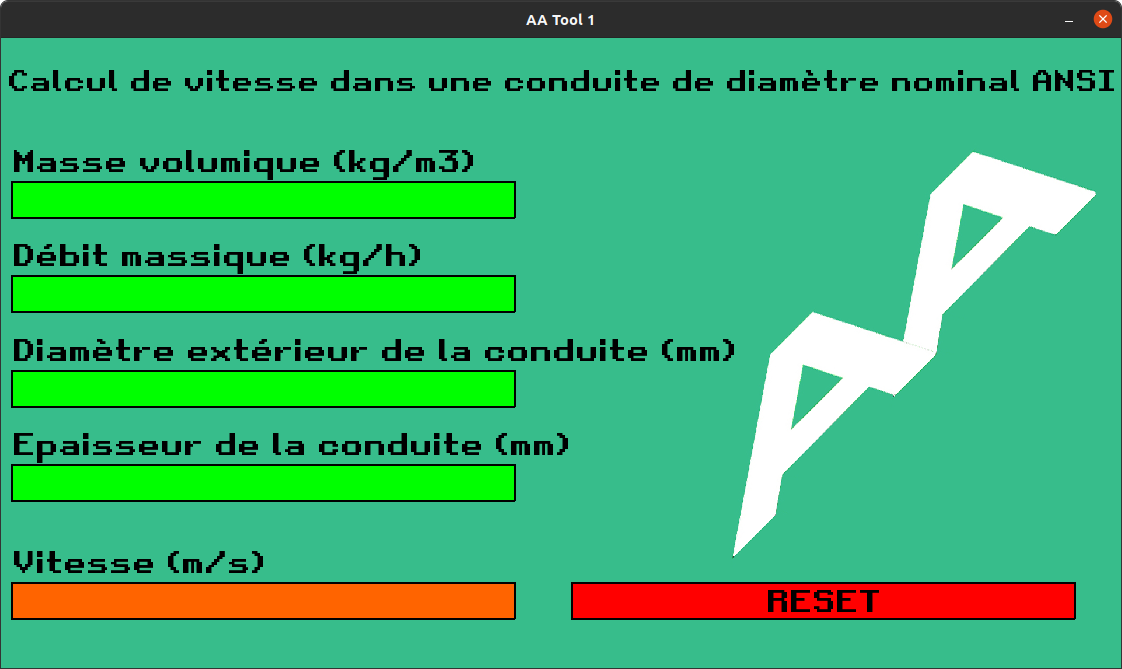 AA Tool 1
Calcul de vitesse dans une conduite de diamètre nominal ANSI
Masse volumique (kg/m3)
Débit massique (kg/h)
Diamètre extérieur de la conduite (mm)
Epaisseur de la conduite (mm)
Vitesse (m/s)
RESET